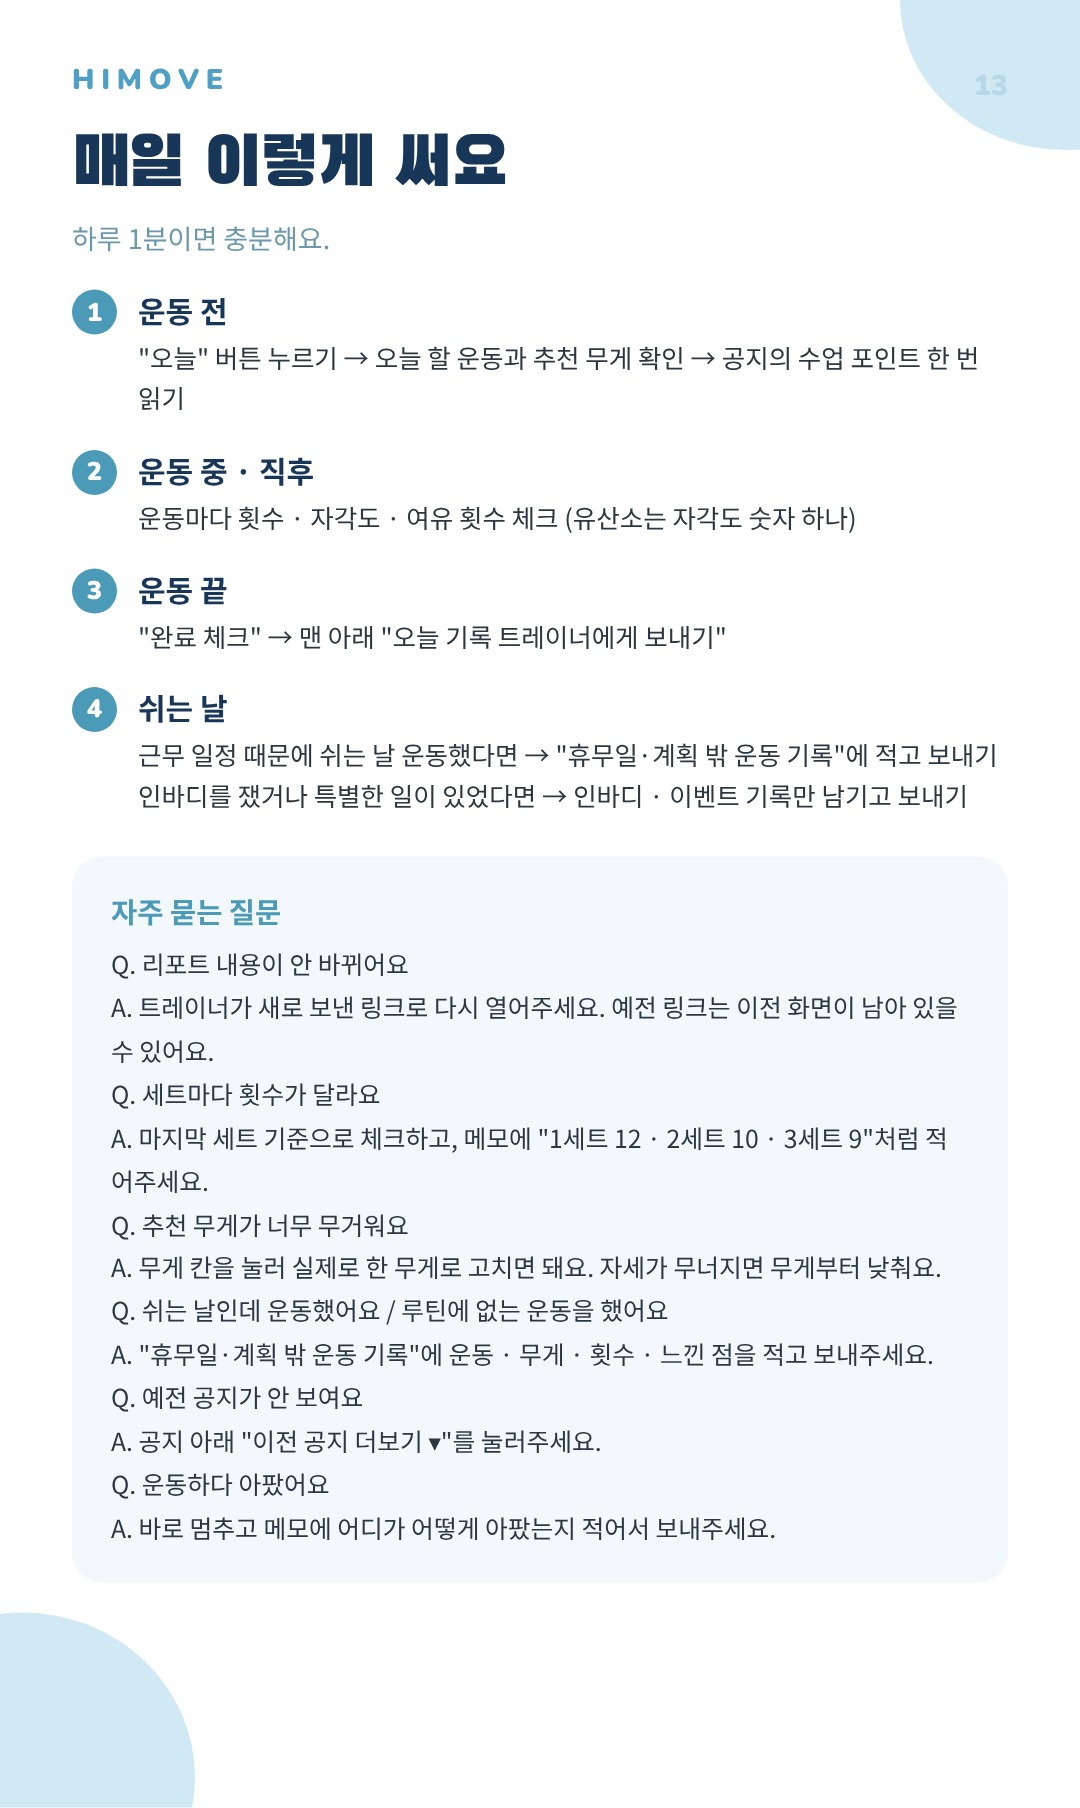 HIMOVE
13
매일 이렇게 써요
하루 1분이면 충분해요.
1 운동 전
"오늘" 버튼 누르기 → 오늘 할 운동과 추천 무게 확인 → 공지의 수업 포인트 한 번
읽기
2 운동 중 · 직후
운동마다 횟수 · 자각도 · 여유 횟수 체크 (유산소는 자각도 숫자 하나)
3 운동 끝
"완료 체크" → 맨 아래 "오늘 기록 트레이너에게 보내기"
4 쉬는 날
근무 일정 때문에 쉬는 날 운동했다면 → "휴무일·계획 밖 운동 기록"에 적고 보내기
인바디를 쟀거나 특별한 일이 있었다면 → 인바디 · 이벤트 기록만 남기고 보내기
자주 묻는 질문
Q. 리포트 내용이 안 바뀌어요
A. 트레이너가 새로 보낸 링크로 다시 열어주세요. 예전 링크는 이전 화면이 남아 있을
수 있어요.
Q. 세트마다 횟수가 달라요
A. 마지막 세트 기준으로 체크하고, 메모에 "1세트 12 · 2세트 10 · 3세트 9"처럼 적
어주세요.
Q. 추천 무게가 너무 무거워요
A. 무게 칸을 눌러 실제로 한 무게로 고치면 돼요. 자세가 무너지면 무게부터 낮춰요.
Q. 쉬는 날인데 운동했어요 / 루틴에 없는 운동을 했어요
A. "휴무일·계획 밖 운동 기록"에 운동 · 무게 · 횟수 · 느낀 점을 적고 보내주세요.
Q. 예전 공지가 안 보여요
A. 공지 아래 "이전 공지 더보기 ▾"를 눌러주세요.
Q. 운동하다 아팠어요
A. 바로 멈추고 메모에 어디가 어떻게 아팠는지 적어서 보내주세요.